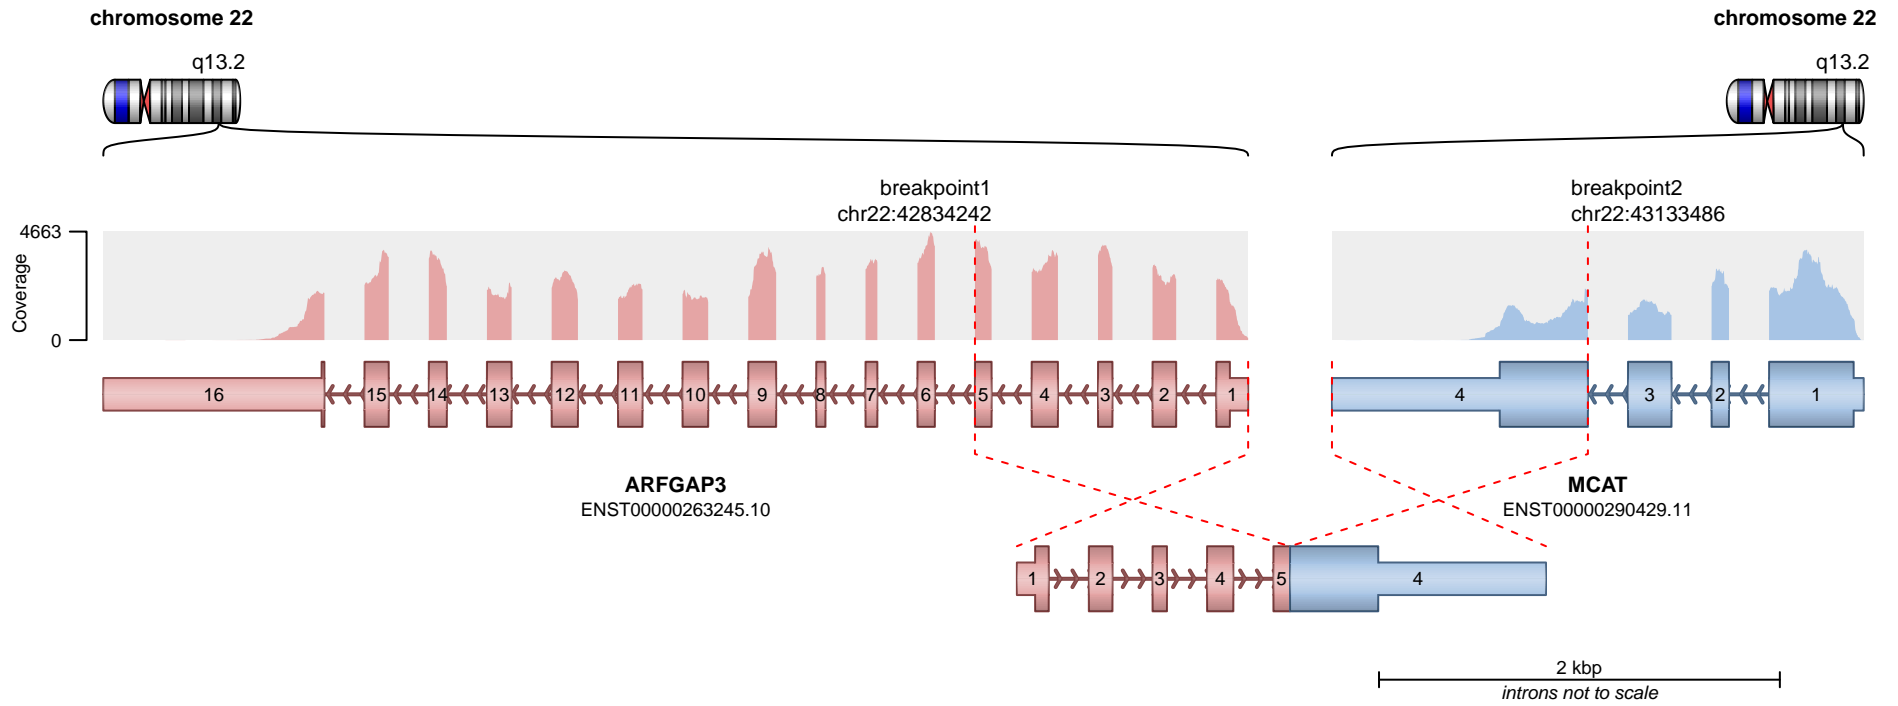 chromosome 22
chromosome 22
q13.2
q13.2
breakpoint1
chr22:42834242
breakpoint2
chr22:43133486
4663
Coverage
0
16 15 14 13 12 11 10 9 8 7 6 5 4 3 2 1
4 3 2 1
ARFGAP3
ENST00000263245.10
MCAT
ENST00000290429.11
1 2 3 4 5 4
2 kbp
introns not to scale